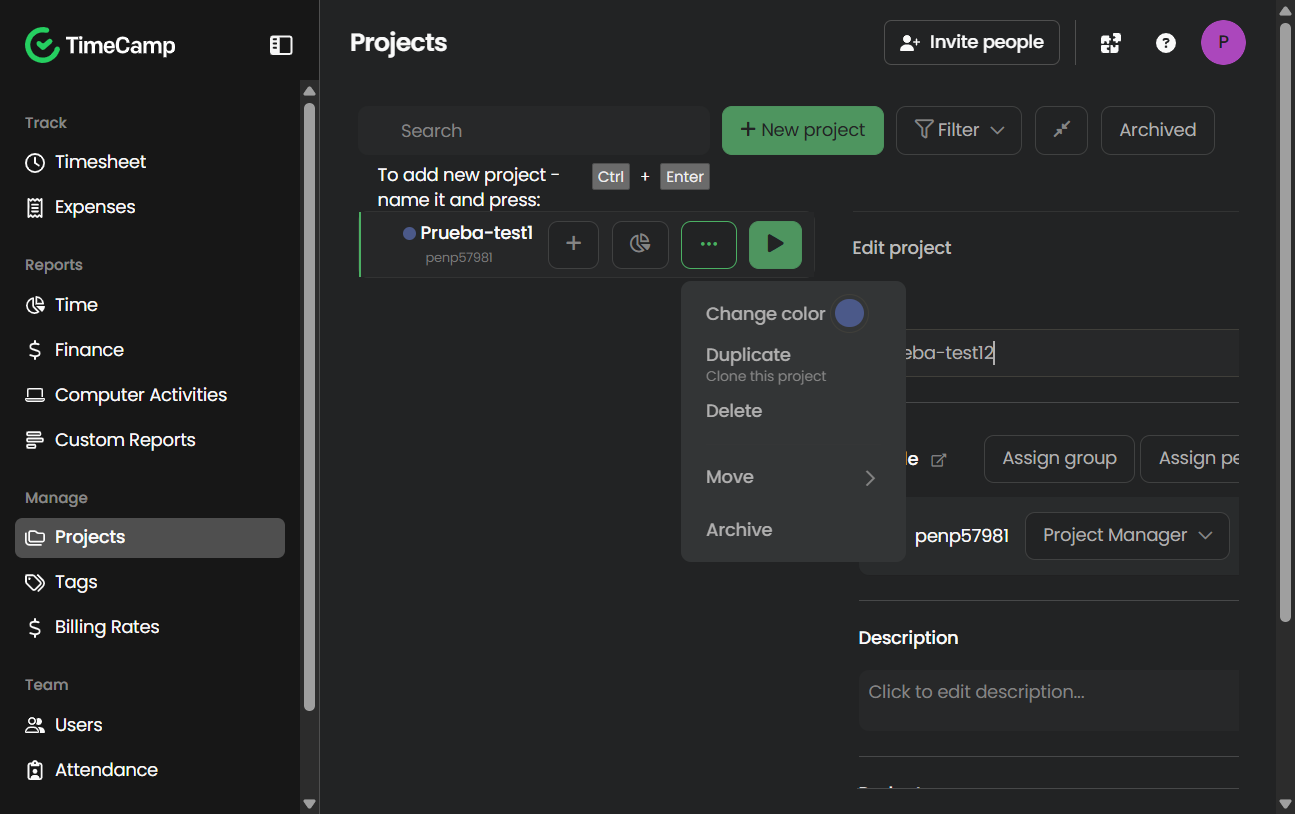 TimeCamp
Track
Timesheet
Expenses
Reports
Time
Finance
Computer Activities
Custom Reports
Manage
Projects
Tags
Billing Rates
Team
Users
Attendance
Projects
Invite people
P
Search
+ New project
Filter
Archived
To add new project - Ctrl + Enter
name it and press:
Prueba-test1
penp57981
Edit project
Change color
Duplicate
Clone this project
Delete
Move
Archive
eba-test12
le
Assign group
Assign pe
penp57981
Project Manager
Description
Click to edit description...